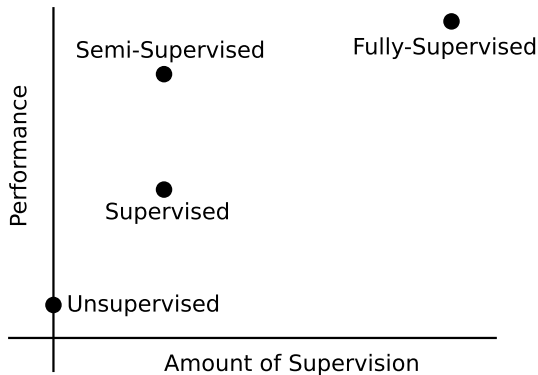 Semi-Supervised
Fully-Supervised
Performance
Supervised
Unsupervised
Amount of Supervision